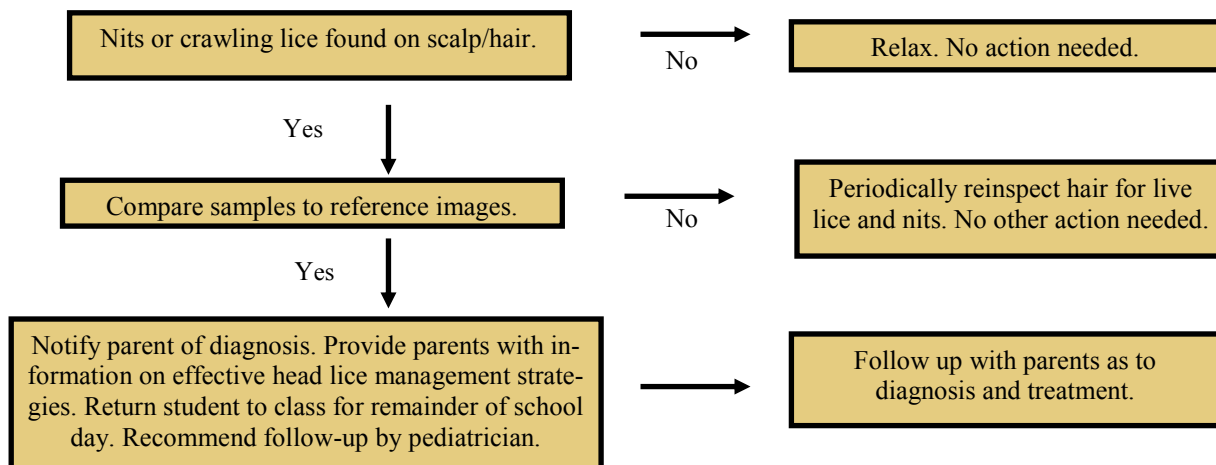 Nits or crawling lice found on scalp/hair.
No
Relax. No action needed.
Yes
Compare samples to reference images.
No
Periodically reinspect hair for live
lice and nits. No other action needed.
Yes
Notify parent of diagnosis. Provide parents with in-
formation on effective head lice management strate-
gies. Return student to class for remainder of school
day. Recommend follow-up by pediatrician.
Follow up with parents as to
diagnosis and treatment.